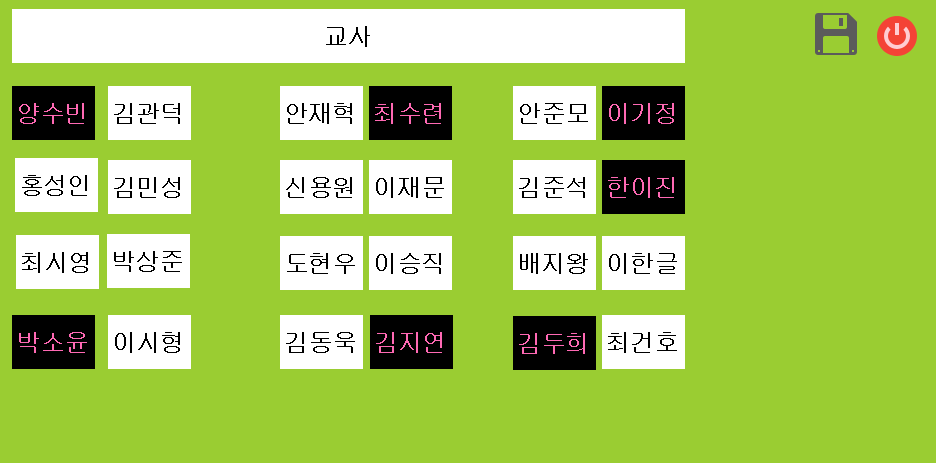 교사
양수빈 김관덕 안재혁 최수련 안준모 이기정
홍성인 김민성 신용원 이재문 김준석 한이진
최시영 박상준 도현우 이승직 배지왕 이한글
박소윤 이시형 김동욱 김지연 김두희 최건호